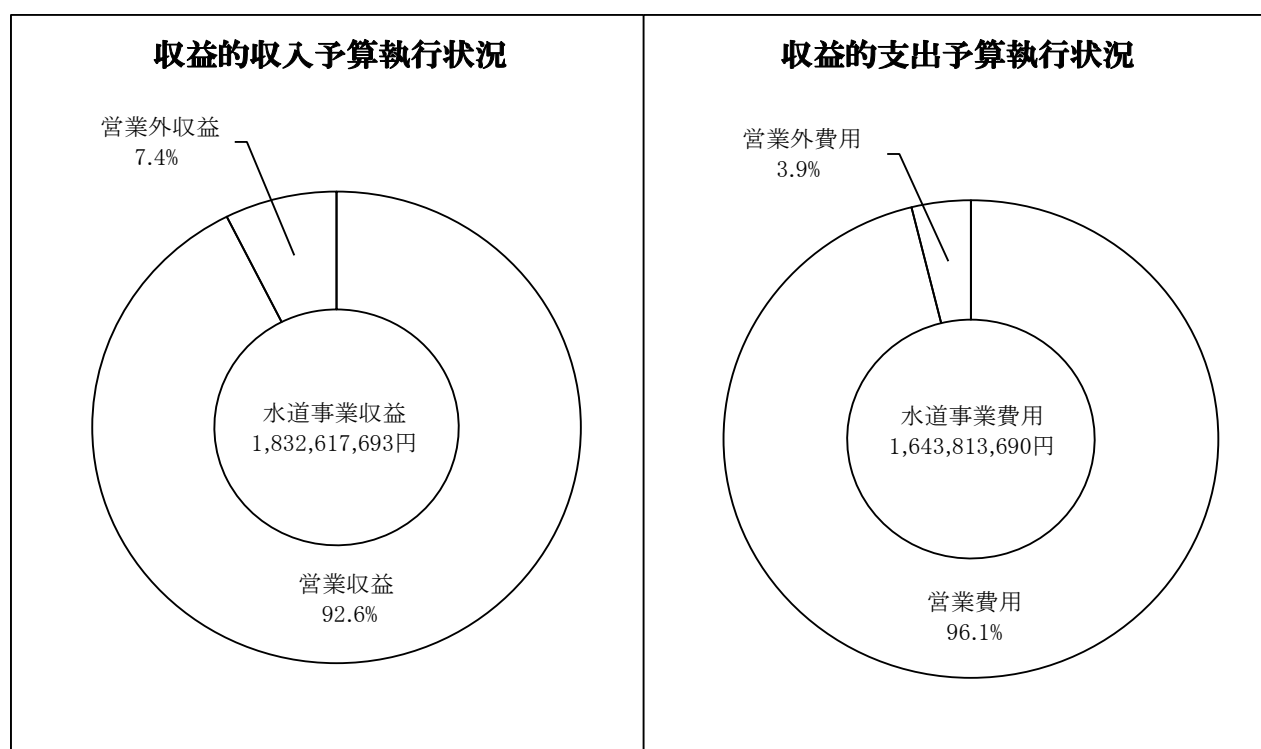 収益的収入予算執行状況
営業外収益
7.4%
水道事業収益
1,832,617,693円
営業収益
92.6%
収益的支出予算執行状況
営業外費用
3.9%
水道事業費用
1,643,813,690円
営業費用
96.1%